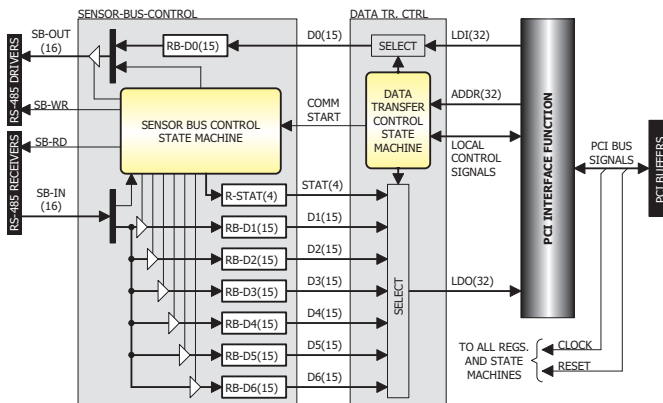 SENSOR-BUS-CONTROL
DATA TR. CTRL
SB-OUT
(16)
RB-D0(15)
D0(15)
SELECT
LDI(32)
RS-485 DRIVERS
SB-WR
SENSOR BUS CONTROL
STATE MACHINE
COMM
START
DATA
TRANSFER
CONTROL
STATE
MACHINE
ADDR(32)
LOCAL
CONTROL
SIGNALS
PCI INTERFACE FUNCTION
PCI BUS
SIGNALS
PCI BUFFERS
RS-485 RECEIVERS
SB-RD
SB-IN
(16)
R-STAT(4)
STAT(4)
RB-D1(15)
D1(15)
RB-D2(15)
D2(15)
RB-D3(15)
D3(15)
SELECT
LDO(32)
RB-D4(15)
D4(15)
RB-D5(15)
D5(15)
RB-D6(15)
D6(15)
TO ALL REGS.
AND STATE
MACHINES
CLOCK
RESET